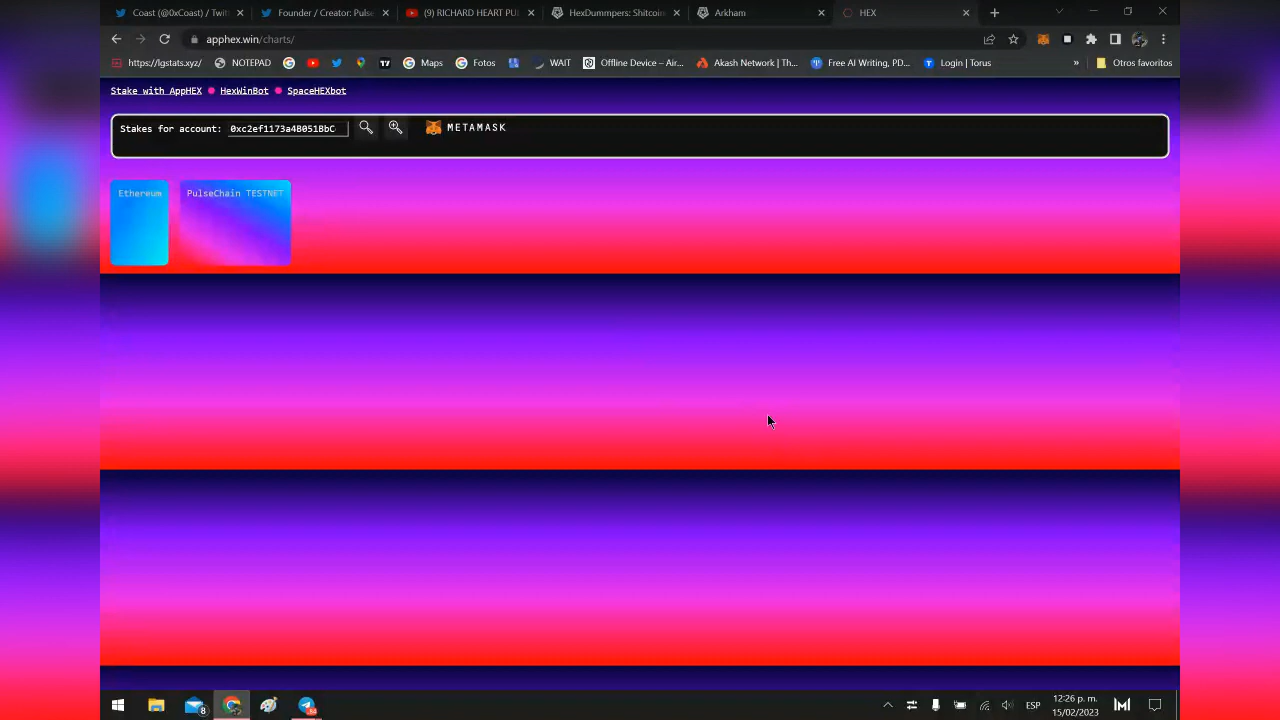 Coast (@0xCoast) / Twit
Founder / Creator: Pulse
(9) RICHARD HEART PU
HexDummpers: Shitcoin
Arkham
HEX
apphex.win/charts/
https://lgstats.xyz/
NOTEPAD
Maps
Fotos
WAIT
Offline Device – Air...
Akash Network | Th...
Free AI Writing, PD...
Login | Torus
»
Otros favoritos
Stake with AppHEX
HexWinBot
SpaceHEXbot
Stakes for account: 0xc2ef1173a4B051BbC
METAMASK
Ethereum
PulseChain TESTNET
8
ESP
12:26 p. m.
15/02/2023